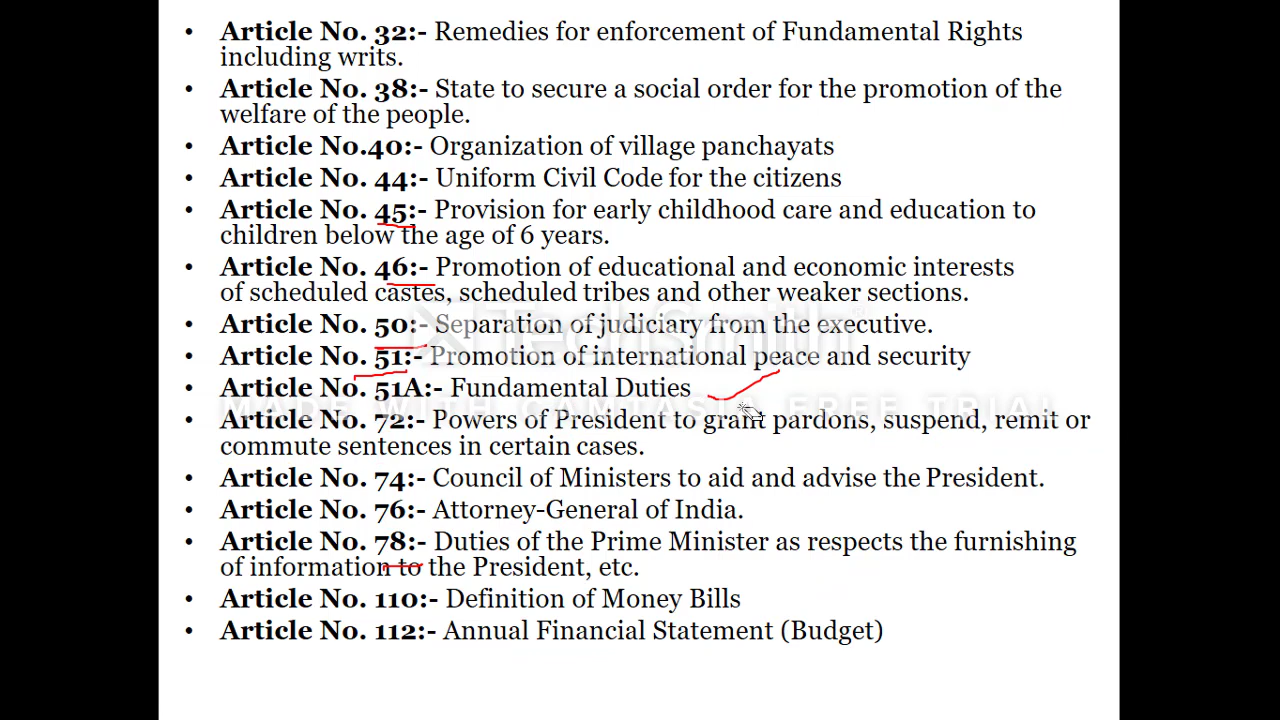 • Article No. 32:- Remedies for enforcement of Fundamental Rights
including writs.
• Article No. 38:- State to secure a social order for the promotion of the
welfare of the people.
• Article No.40:- Organization of village panchayats
• Article No. 44:- Uniform Civil Code for the citizens
• Article No. 45:- Provision for early childhood care and education to
children below the age of 6 years.
• Article No. 46:- Promotion of educational and economic interests
of scheduled castes, scheduled tribes and other weaker sections.
• Article No. 50:- Separation of judiciary from the executive.
TechSmith
• Article No. 51:- Promotion of international peace and security
• Article No. 51A:- Fundamental Duties
MADE WITH CAMTASIA FREE TRIAL
• Article No. 72:- Powers of President to grant pardons, suspend, remit or
commute sentences in certain cases.
• Article No. 74:- Council of Ministers to aid and advise the President.
• Article No. 76:- Attorney-General of India.
• Article No. 78:- Duties of the Prime Minister as respects the furnishing
of information to the President, etc.
• Article No. 110:- Definition of Money Bills
• Article No. 112:- Annual Financial Statement (Budget)